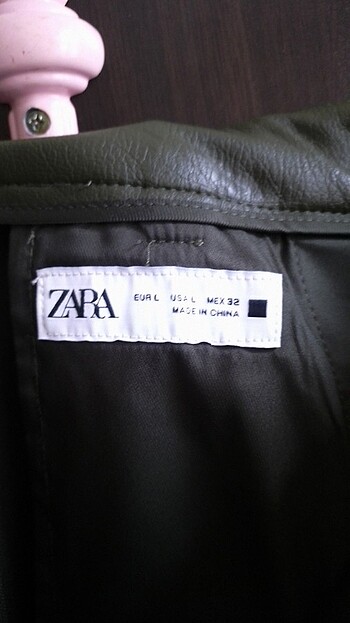 ZARA
EUR L USA L MEX 32
MADE IN CHINA